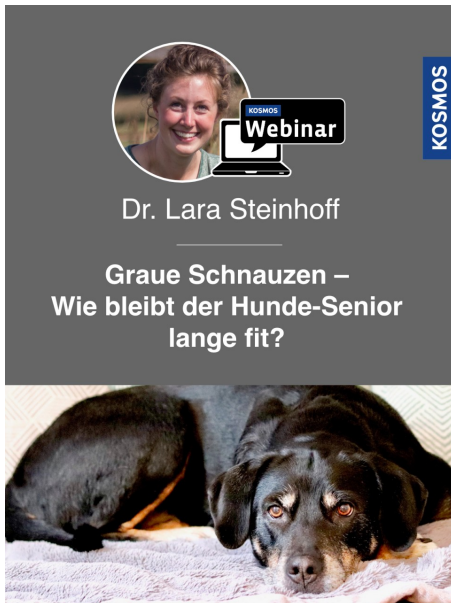 KOSMOS
KOSMOS
Webinar
Dr. Lara Steinhoff
Graue Schnauzen –
Wie bleibt der Hunde-Senior
lange fit?